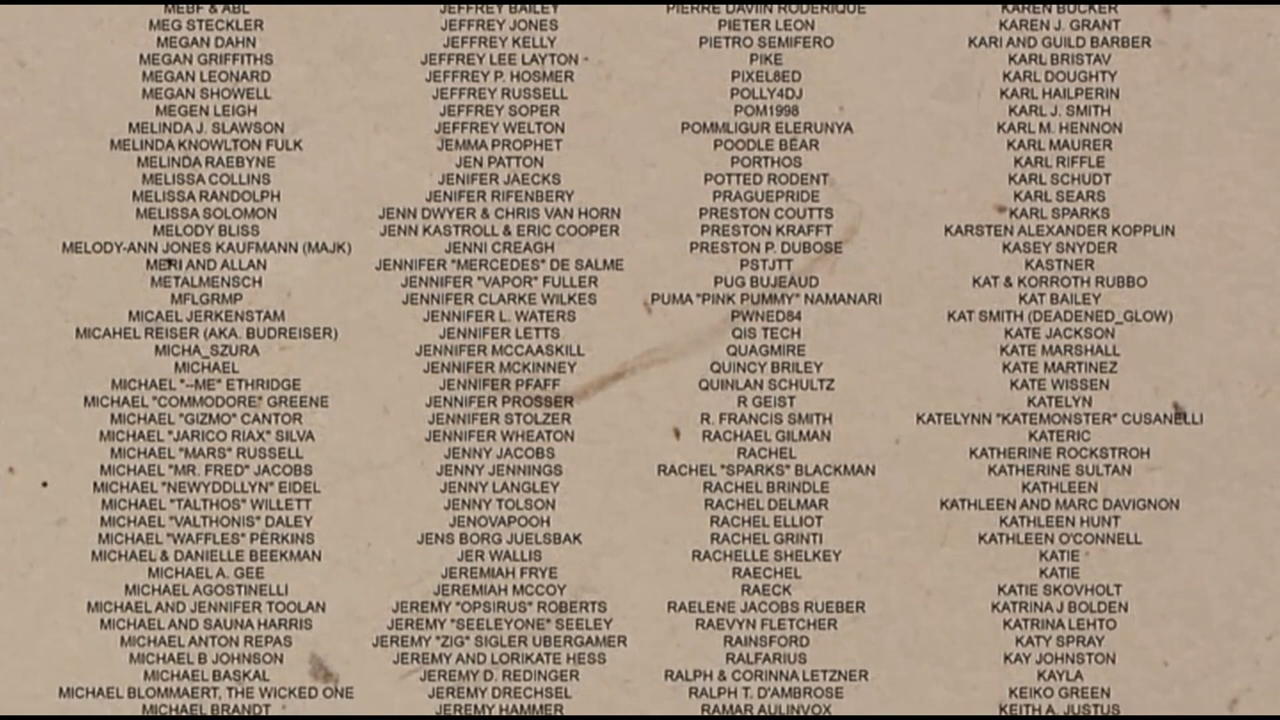 MEBF & ABL
MEG STECKLER
MEGAN DAHN
MEGAN GRIFFITHS
MEGAN LEONARD
MEGAN SHOWELL
MEGEN LEIGH
MELINDA J. SLAWSON
MELINDA KNOWLTON FULK
MELINDA RAEBYNE
MELISSA COLLINS
MELISSA RANDOLPH
MELISSA SOLOMON
MELODY BLISS
MELODY-ANN JONES KAUFMANN (MAJK)
MERI AND ALLAN
METALMENSCH
MFLGRMP
MICAEL JERKENSTAM
MICAHEL REISER (AKA. BUDREISER)
MICHA_SZURA
MICHAEL
MICHAEL "--ME" ETHRIDGE
MICHAEL "COMMODORE" GREENE
MICHAEL "GIZMO" CANTOR
MICHAEL "JARICO RIAX" SILVA
MICHAEL "MARS" RUSSELL
MICHAEL "MR. FRED" JACOBS
MICHAEL "NEWYDDLLYN" EIDEL
MICHAEL "TALTHOS" WILLETT
MICHAEL "VALTHONIS" DALEY
MICHAEL "WAFFLES" PERKINS
MICHAEL & DANIELLE BEEKMAN
MICHAEL A. GEE
MICHAEL AGOSTINELLI
MICHAEL AND JENNIFER TOOLAN
MICHAEL AND SAUNA HARRIS
MICHAEL ANTON REPAS
MICHAEL B JOHNSON
MICHAEL BASKAL
MICHAEL BLOMMAERT, THE WICKED ONE
MICHAEL BRANDT
JEFFREY BAILEY
JEFFREY JONES
JEFFREY KELLY
JEFFREY LEE LAYTON
JEFFREY P. HOSMER
JEFFREY RUSSELL
JEFFREY SOPER
JEFFREY WELTON
JEMMA PROPHET
JEN PATTON
JENIFER JAECKS
JENIFER RIFENBERY
JENN DWYER & CHRIS VAN HORN
JENN KASTROLL & ERIC COOPER
JENNI CREAGH
JENNIFER "MERCEDES" DE SALME
JENNIFER "VAPOR" FULLER
JENNIFER CLARKE WILKES
JENNIFER L. WATERS
JENNIFER LETTS
JENNIFER MCCAASKILL
JENNIFER MCKINNEY
JENNIFER PFAFF
JENNIFER PROSSER
JENNIFER STOLZER
JENNIFER WHEATON
JENNY JACOBS
JENNY JENNINGS
JENNY LANGLEY
JENNY TOLSON
JENOVAPOOH
JENS BORG JUELSBAK
JER WALLIS
JEREMIAH FRYE
JEREMIAH MCCOY
JEREMY "OPSIRUS" ROBERTS
JEREMY "SEELEYONE" SEELEY
JEREMY "ZIG" SIGLER UBERGAMER
JEREMY AND LORIKATE HESS
JEREMY D. REDINGER
JEREMY DRECHSEL
JEREMY HAMMER
PIERRE DAVIIN RODERIQUE
PIETER LEON
PIETRO SEMIFERO
PIKE
PIXEL8ED
POLLY4DJ
POM1998
POMMLIGUR ELERUNYA
POODLE BEAR
PORTHOS
POTTED RODENT
PRAGUEPRIDE
PRESTON COUTTS
PRESTON KRAFFT
PRESTON P. DUBOSE
PSTJTT
PUG BUJEAUD
PUMA "PINK PUMMY" NAMANARI
PWNED84
QIS TECH
QUAGMIRE
QUINCY BRILEY
QUINLAN SCHULTZ
R GEIST
R. FRANCIS SMITH
RACHAEL GILMAN
RACHEL
RACHEL "SPARKS" BLACKMAN
RACHEL BRINDLE
RACHEL DELMAR
RACHEL ELLIOT
RACHEL GRINTI
RACHELLE SHELKEY
RAECHEL
RAECK
RAELENE JACOBS RUEBER
RAEVYN FLETCHER
RAINSFORD
RALFARIUS
RALPH & CORINNA LETZNER
RALPH T. D'AMBROSE
RAMAR AULINVOX
KAREN BUCKER
KAREN J. GRANT
KARI AND GUILD BARBER
KARL BRISTAV
KARL DOUGHTY
KARL HAILPERIN
KARL J. SMITH
KARL M. HENNON
KARL MAURER
KARL RIFFLE
KARL SCHUDT
KARL SEARS
KARL SPARKS
KARSTEN ALEXANDER KOPPLIN
KASEY SNYDER
KASTNER
KAT & KORROTH RUBBO
KAT BAILEY
KAT SMITH (DEADENED_GLOW)
KATE JACKSON
KATE MARSHALL
KATE MARTINEZ
KATE WISSEN
KATELYN
KATELYNN "KATEMONSTER" CUSANELLI
KATERIC
KATHERINE ROCKSTROH
KATHERINE SULTAN
KATHLEEN
KATHLEEN AND MARC DAVIGNON
KATHLEEN HUNT
KATHLEEN O'CONNELL
KATIE
KATIE
KATIE SKOVHOLT
KATRINA J BOLDEN
KATRINA LEHTO
KATY SPRAY
KAY JOHNSTON
KAYLA
KEIKO GREEN
KEITH A. JUSTUS